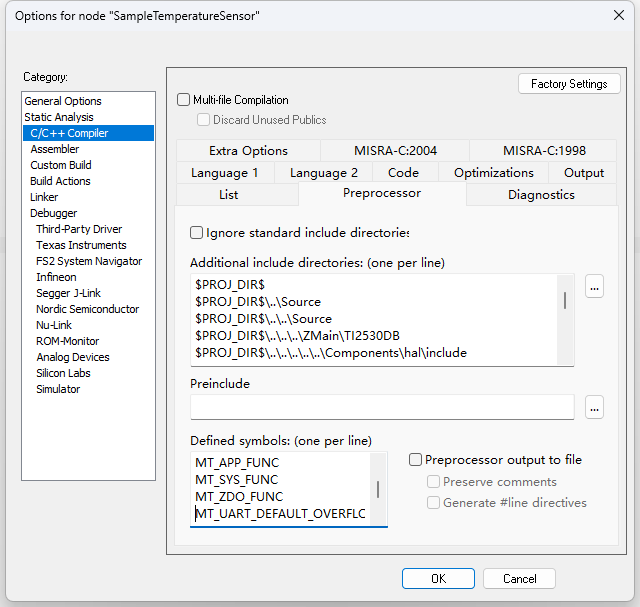 Options for node "SampleTemperatureSensor"
Category:
General Options
Static Analysis
C/C++ Compiler
Assembler
Custom Build
Build Actions
Linker
Debugger
Third-Party Driver
Texas Instruments
FS2 System Navigator
Infineon
Segger J-Link
Nordic Semiconductor
Nu-Link
ROM-Monitor
Analog Devices
Silicon Labs
Simulator
Factory Settings
Multi-file Compilation
Discard Unused Publics
Extra Options MISRA-C:2004 MISRA-C:1998
Language 1 Language 2 Code Optimizations Output
List Preprocessor Diagnostics
Ignore standard include directories
Additional include directories: (one per line)
$PROJ_DIR$
$PROJ_DIR$\..\Source
$PROJ_DIR$\..\..\Source
$PROJ_DIR$\..\..\..\ZMain\TI2530DB
$PROJ_DIR$\..\..\..\..\..\Components\hal\include
...
Preinclude
...
Defined symbols: (one per line)
MT_APP_FUNC
MT_SYS_FUNC
MT_ZDO_FUNC
MT_UART_DEFAULT_OVERFLC
Preprocessor output to file
Preserve comments
Generate #line directives
OK Cancel